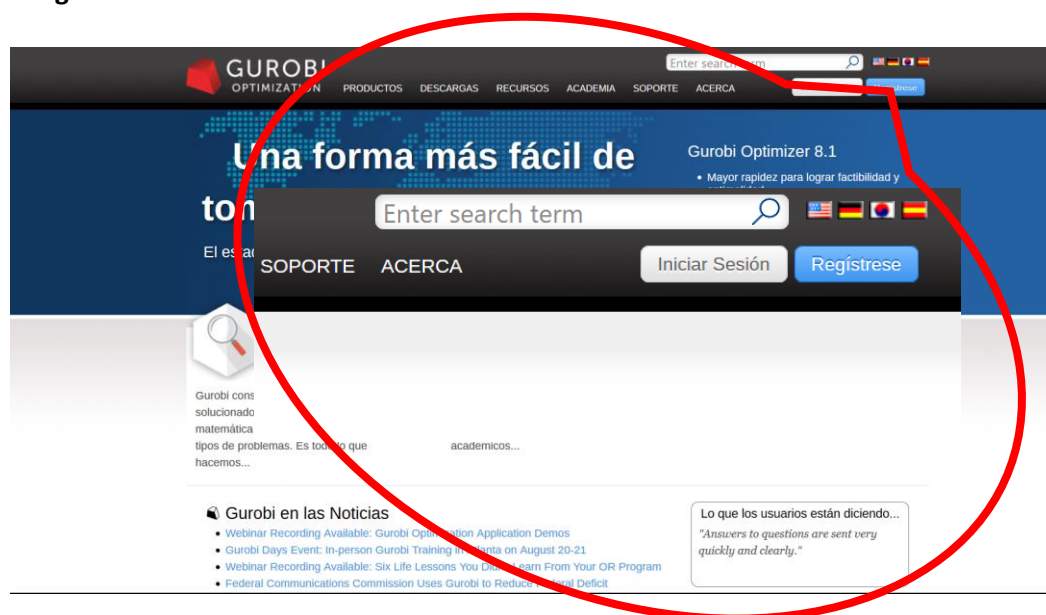 GUROBI
OPTIMIZATION
Enter search term
PRODUCTOS DESCARGAS RECURSOS ACADEMIA SOPORTE ACERCA
Regístrese
Una forma más fácil de
Gurobi Optimizer 8.1
• Mayor rapidez para lograr factibilidad y
Enter search term
El
SOPORTE ACERCA
Iniciar Sesión Regístrese
Gurobi
tipos de problemas. Es lo que
academicos...
hacemos...
Gurobi en las Noticias
• Webinar Recording Available: Gurobi Optimization Application Demos
• Gurobi Days Event: In-person Gurobi Training in Atlanta on August 20-21
• Webinar Recording Available: Six Life Lessons You Didn't Learn From Your OR Program
• Federal Communications Commission Uses Gurobi to Reduce Federal Deficit
Lo que los usuarios están diciendo...
"Answers to questions are sent very
quickly and clearly."